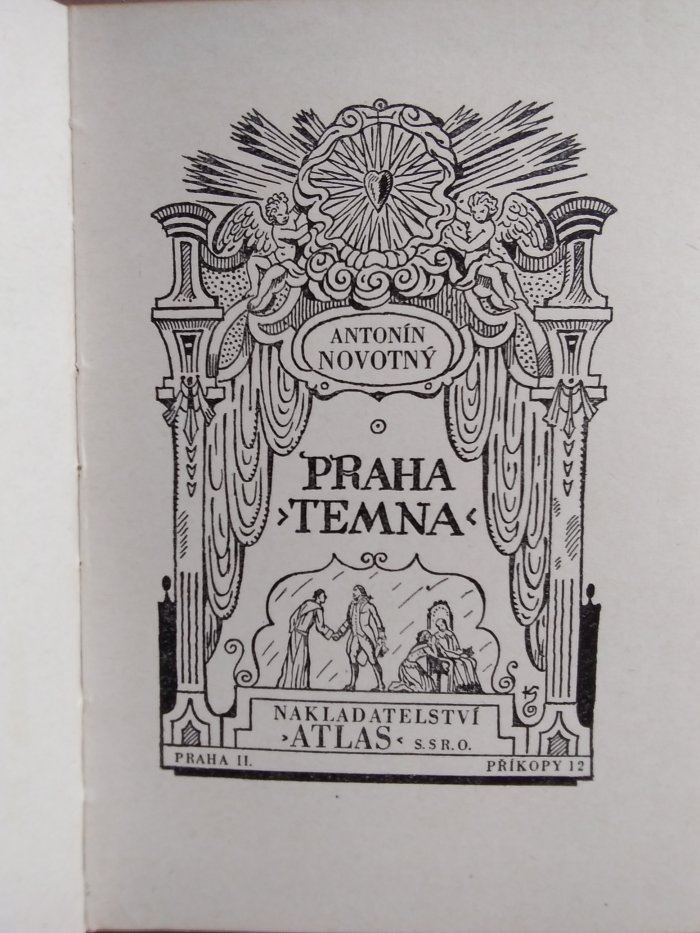 ANTONÍN
NOVOTNÝ
PRAHA
›TEMNA‹
NAKLADATELSTVÍ
›ATLAS‹ S.S R.O.
PRAHA II.
PŘÍKOPY 12